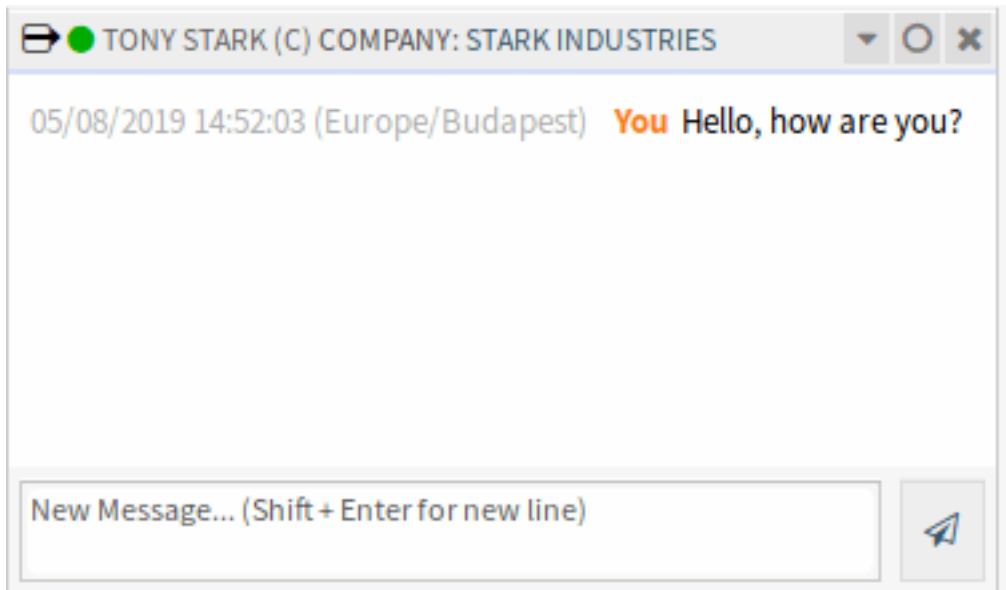 TONY STARK (C) COMPANY: STARK INDUSTRIES
05/08/2019 14:52:03 (Europe/Budapest) You Hello, how are you?
New Message... (Shift + Enter for new line)